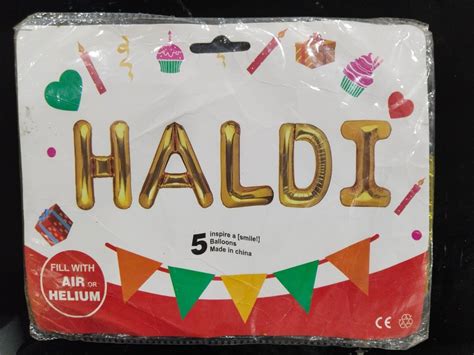 HALDI
5 inspire a [smile!]
Balloons
Made in china
FILL WITH
AIR OR
HELIUM
CE